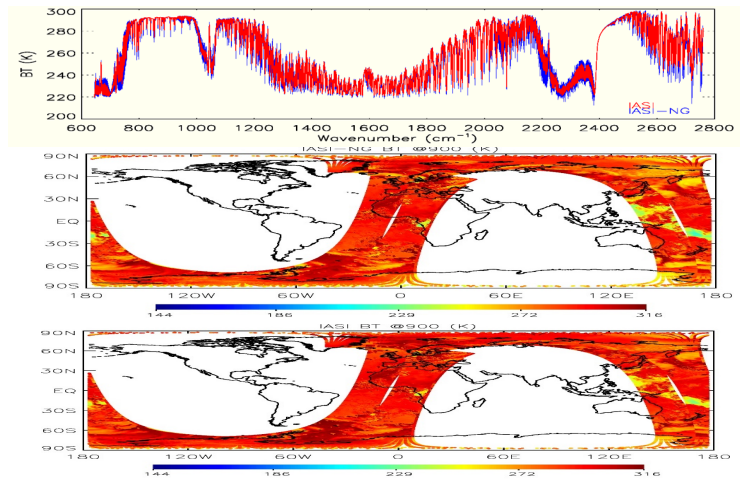 300
280
260
240
220
200
BT (K)
IASI
IASI-NG
600 800 1000 1200 1400 1600 1800 2000 2200 2400 2600 2800
Wavenumber (cm⁻¹)
IASI-NG BT @900 (K)
90N
60N
30N
EQ
30S
60S
90S
180 120W 60W 0 60E 120E 180
144 186 229 272 316
IASI BT @900 (K)
90N
60N
30N
EQ
30S
60S
90S
180 120W 60W 0 60E 120E 180
144 186 229 272 316